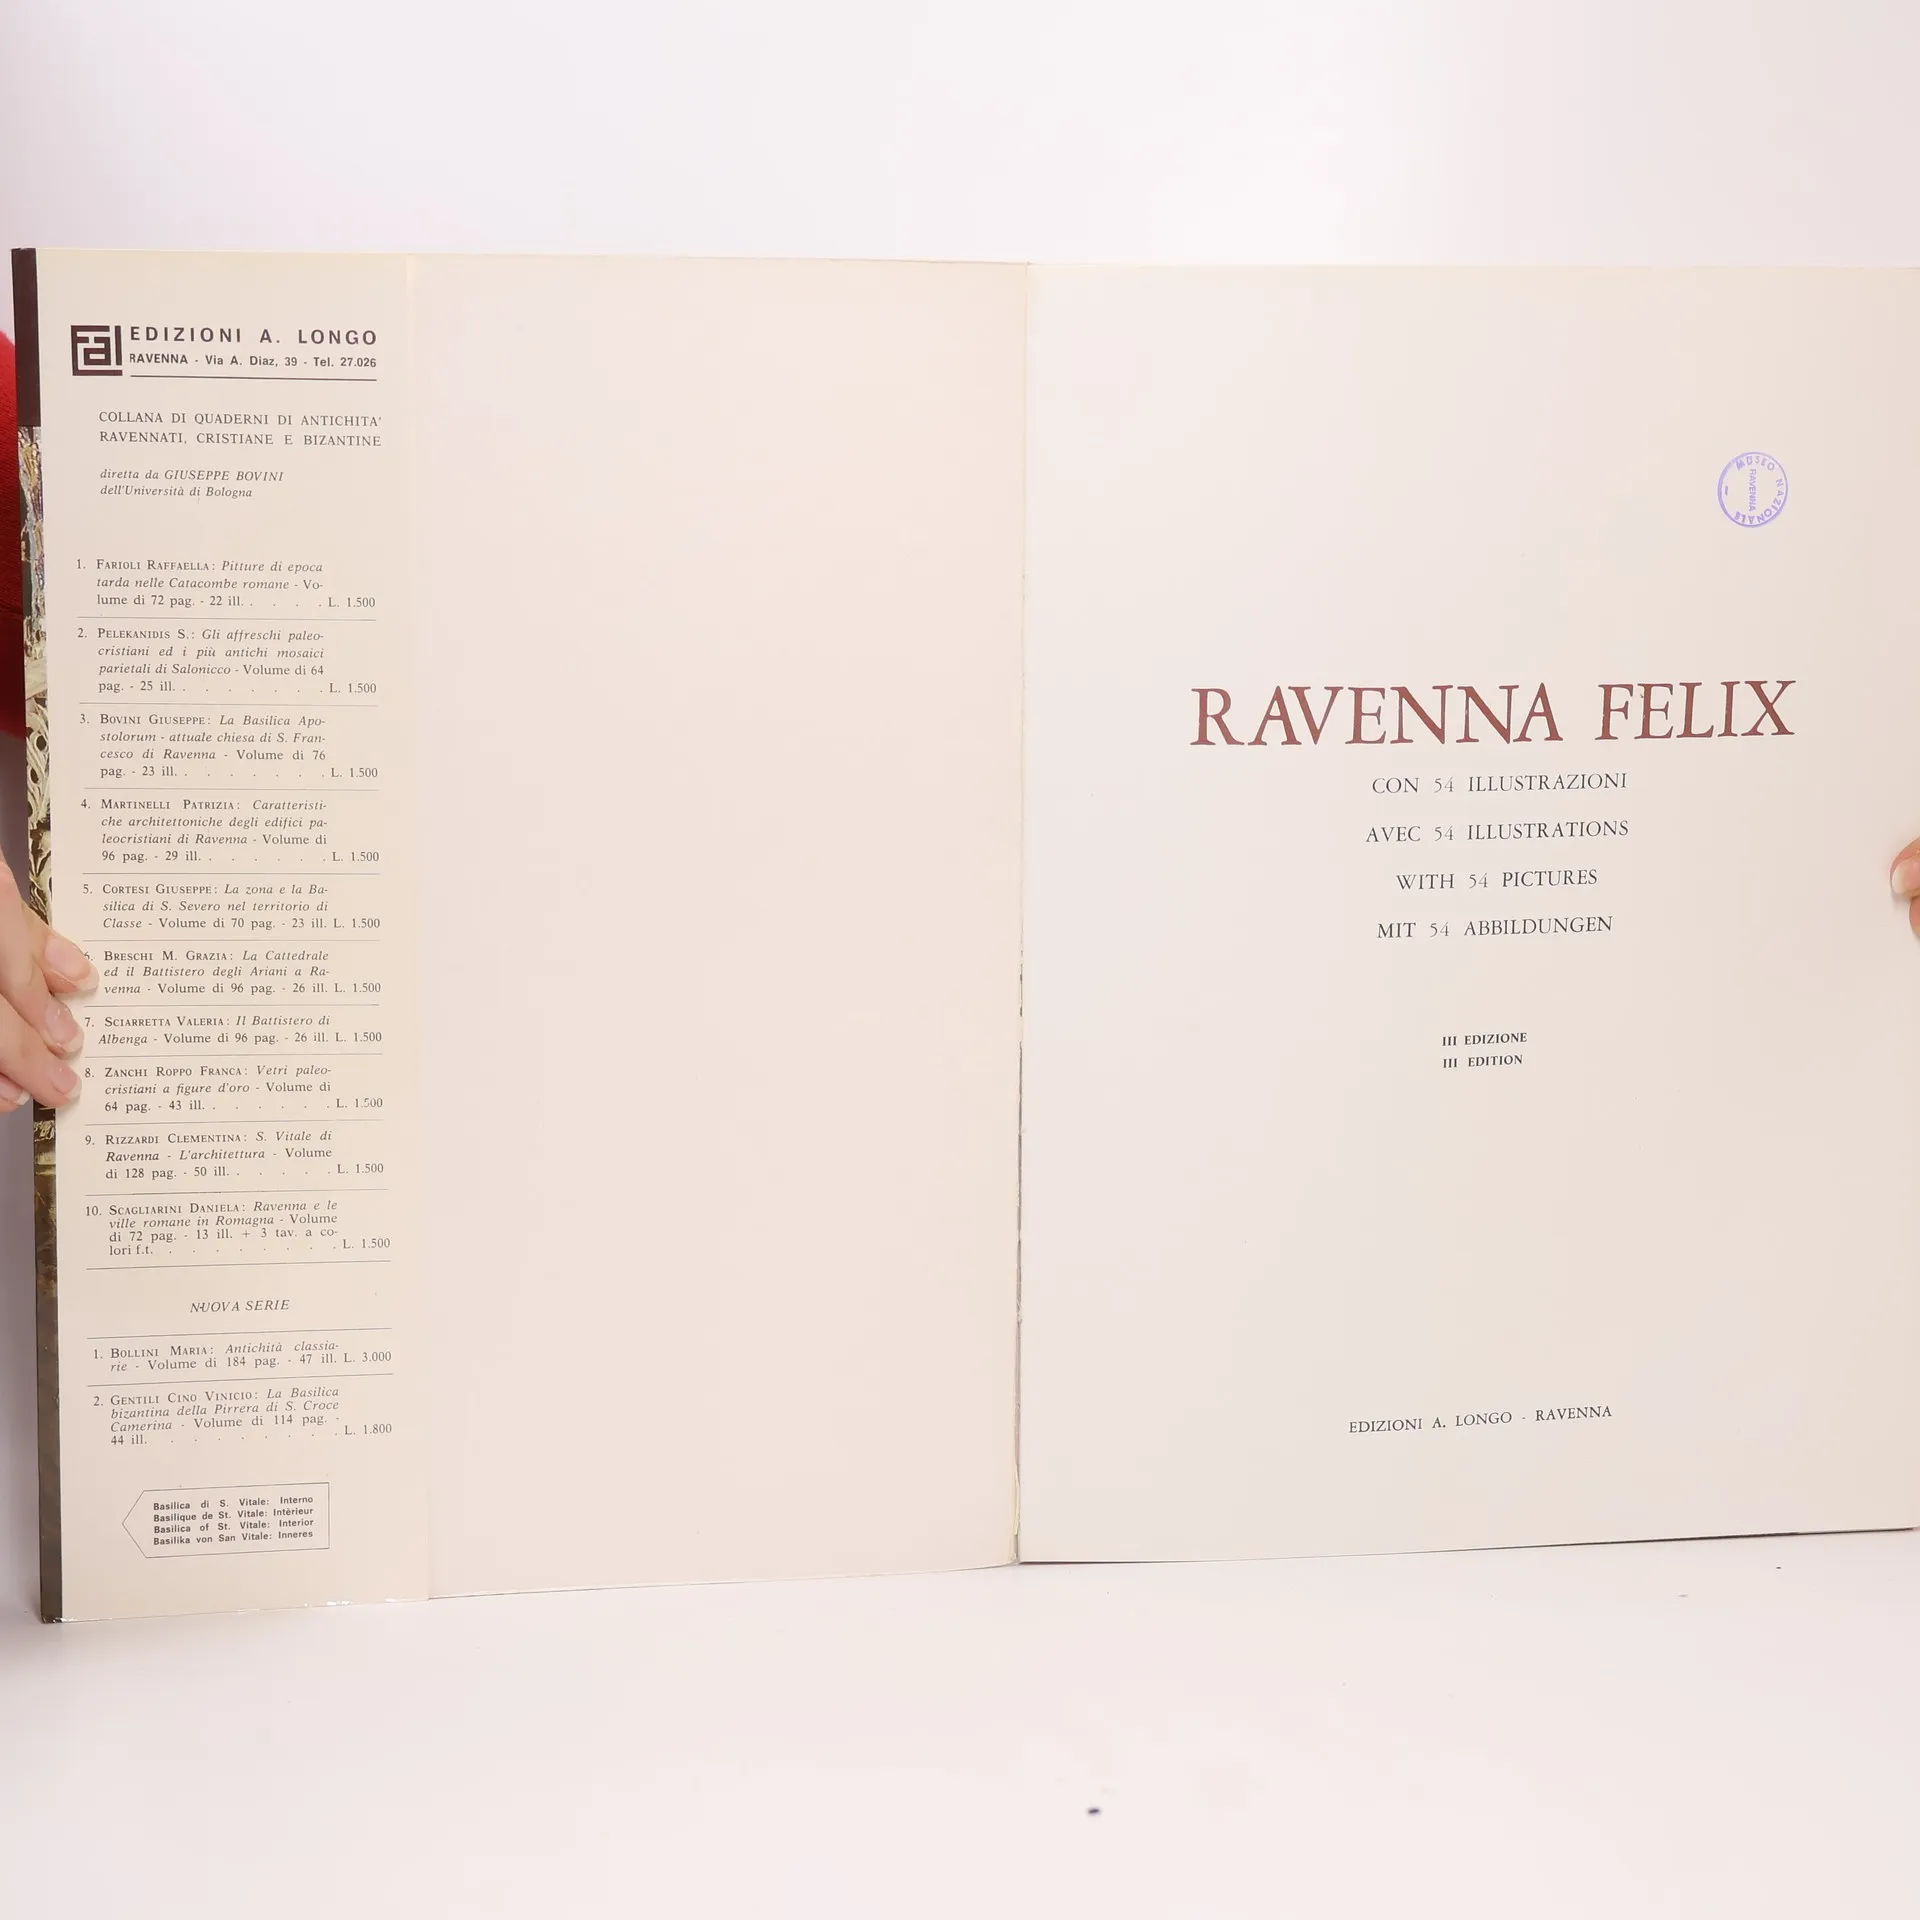 EDIZIONI A. LONGO
RAVENNA - Via A. Diaz, 39 - Tel. 27.026
COLLANA DI QUADERNI DI ANTICHITA'
RAVENNATI, CRISTIANE E BIZANTINE
diretta da GIUSEPPE BOVINI
dell'Università di Bologna
1. FARIOLI RAFFAELLA: Pitture di epoca
tarda nelle Catacombe romane - Vo-
lume di 72 pag. - 22 ill. . . . . L. 1.500
2. PELEKANIDIS S.: Gli affreschi paleo-
cristiani ed i più antichi mosaici
parietali di Salonicco - Volume di 64
pag. - 25 ill. . . . . . . . L. 1.500
3. BOVINI GIUSEPPE: La Basilica Apo-
stolorum - attuale chiesa di S. Fran-
cesco di Ravenna - Volume di 76
pag. - 23 ill. . . . . . . . L. 1.500
4. MARTINELLI PATRIZIA: Caratteristi-
che architettoniche degli edifici pa-
leocristiani di Ravenna - Volume di
96 pag. - 29 ill. . . . . . . L. 1.500
5. CORTESI GIUSEPPE: La zona e la Ba-
silica di S. Severo nel territorio di
Classe - Volume di 70 pag. - 23 ill. L. 1.500
6. BRESCHI M. GRAZIA: La Cattedrale
ed il Battistero degli Ariani a Ra-
venna - Volume di 96 pag. - 26 ill. L. 1.500
7. SCIARRETTA VALERIA: Il Battistero di
Albenga - Volume di 96 pag. - 26 ill. L. 1.500
8. ZANCHI ROPPO FRANCA: Vetri paleo-
cristiani a figure d'oro - Volume di
64 pag. - 43 ill. . . . . . . L. 1.500
9. RIZZARDI CLEMENTINA: S. Vitale di
Ravenna - L'architettura - Volume
di 128 pag. - 50 ill. . . . . . L. 1.500
10. SCAGLIARINI DANIELA: Ravenna e le
ville romane in Romagna - Volume
di 72 pag. - 13 ill. + 3 tav. a co-
lori f.t. . . . . . . . . L. 1.500
NUOVA SERIE
1. BOLLINI MARIA: Antichità classia-
rie - Volume di 184 pag. - 47 ill. L. 3.000
2. GENTILI CINO VINICIO: La Basilica
bizantina della Pirrera di S. Croce
Camerina - Volume di 114 pag. -
44 ill. . . . . . . . . L. 1.800
Basilica di S. Vitale: Interno
Basilique de St. Vitale: Intèrieur
Basilica of St. Vitale: Interior
Basilika von San Vitale: Inneres
MUSEO NAZIONALE
RAVENNA
RAVENNA FELIX
CON 54 ILLUSTRAZIONI
AVEC 54 ILLUSTRATIONS
WITH 54 PICTURES
MIT 54 ABBILDUNGEN
III EDIZIONE
III EDITION
EDIZIONI A. LONGO - RAVENNA